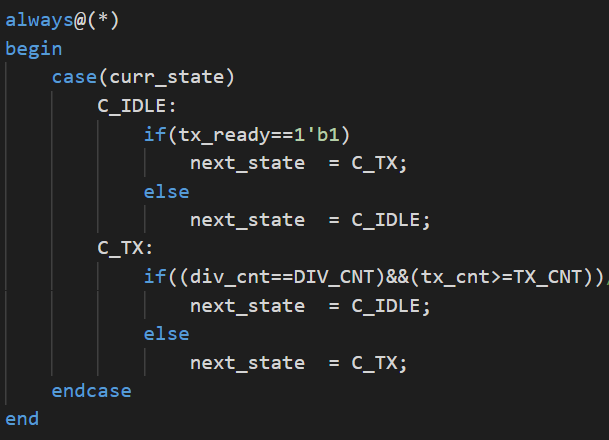 always@(*)
begin
    case(curr_state)
        C_IDLE:
            if(tx_ready==1'b1)
                next_state  = C_TX;
            else
                next_state  = C_IDLE;
        C_TX:
            if((div_cnt==DIV_CNT)&&(tx_cnt>=TX_CNT))
                next_state  = C_IDLE;
            else
                next_state  = C_TX;
    endcase
end